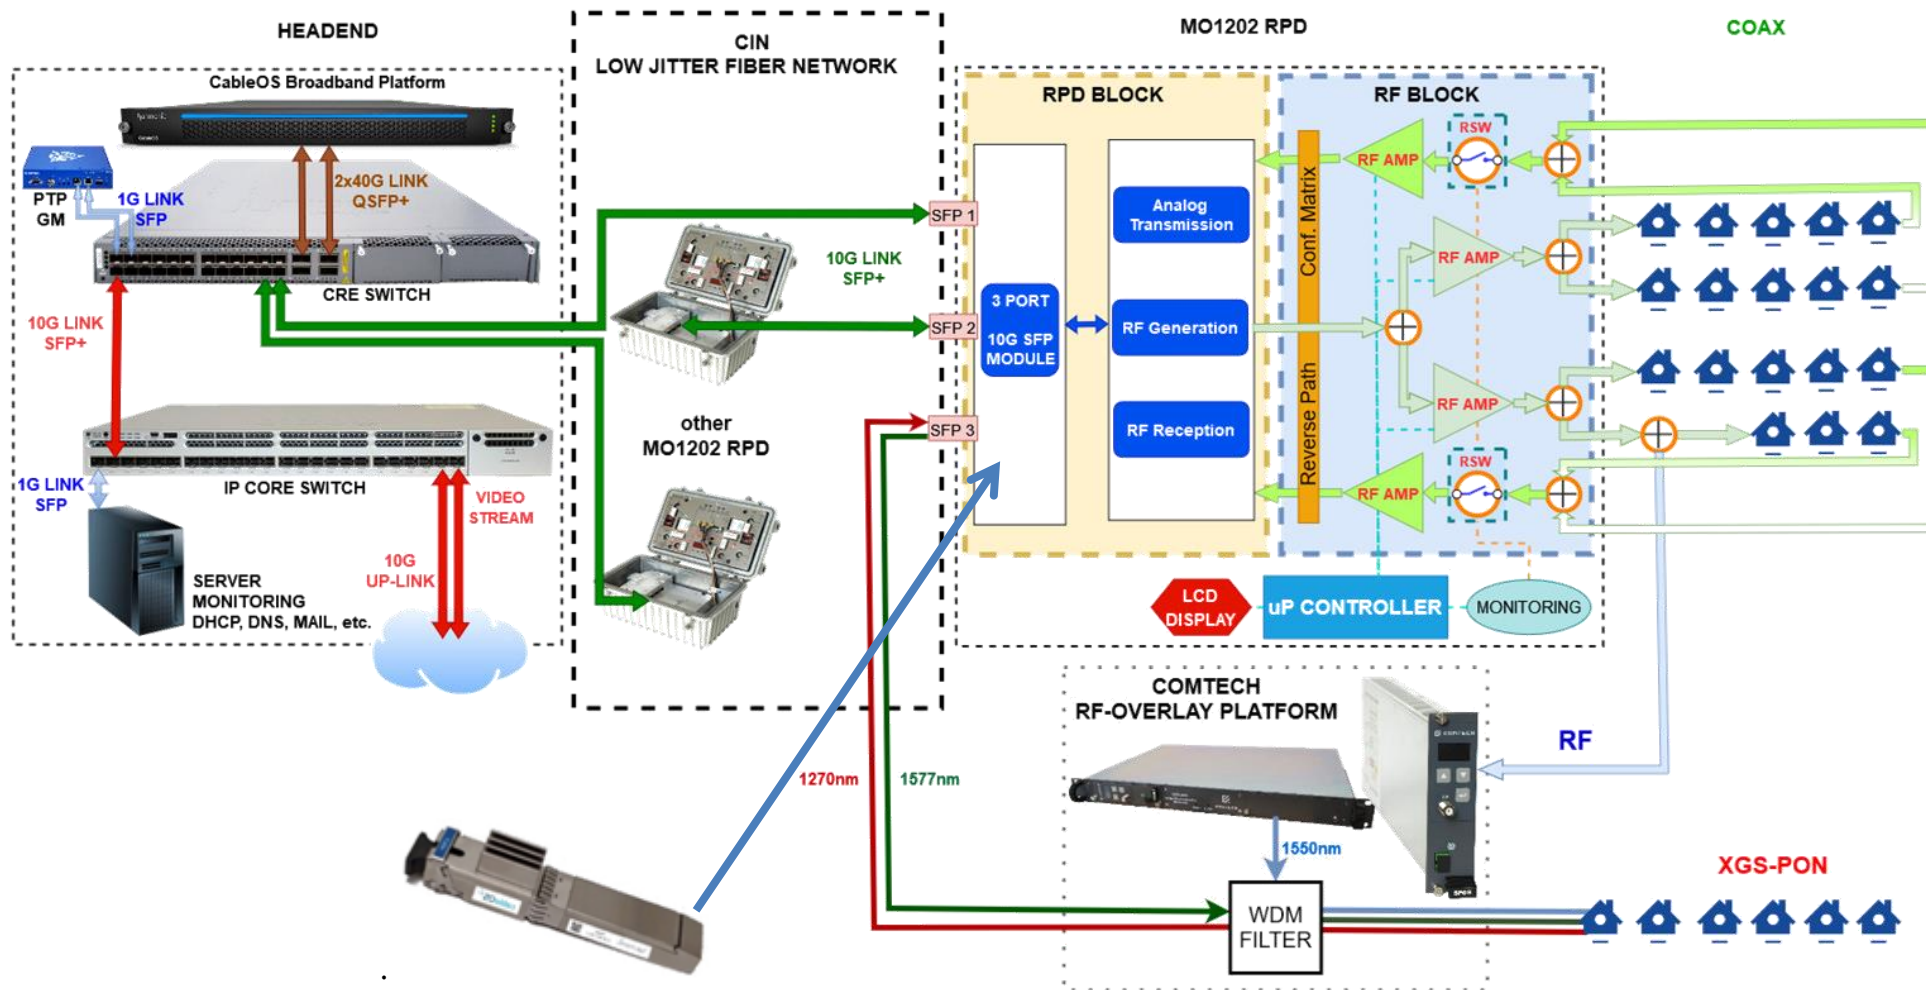 HEADEND
CableOS Broadband Platform
PTP
GM
1G LINK
SFP
2x40G LINK
QSFP+
CRE SWITCH
10G LINK
SFP+
IP CORE SWITCH
1G LINK
SFP
VIDEO
STREAM
10G
UP-LINK
SERVER
MONITORING
DHCP, DNS, MAIL, etc.
CIN
LOW JITTER FIBER NETWORK
10G LINK
SFP+
other
MO1202 RPD
MO1202 RPD
RPD BLOCK
SFP 1
SFP 2
SFP 3
3 PORT
10G SFP
MODULE
Analog
Transmission
RF Generation
RF Reception
RF BLOCK
Conf. Matrix
Reverse Path
RF AMP
RSW
RF AMP
RF AMP
RF AMP
RSW
LCD
DISPLAY
uP CONTROLLER
MONITORING
COAX
COMTECH
RF-OVERLAY PLATFORM
RF
1270nm
1577nm
1550nm
WDM
FILTER
XGS-PON
.